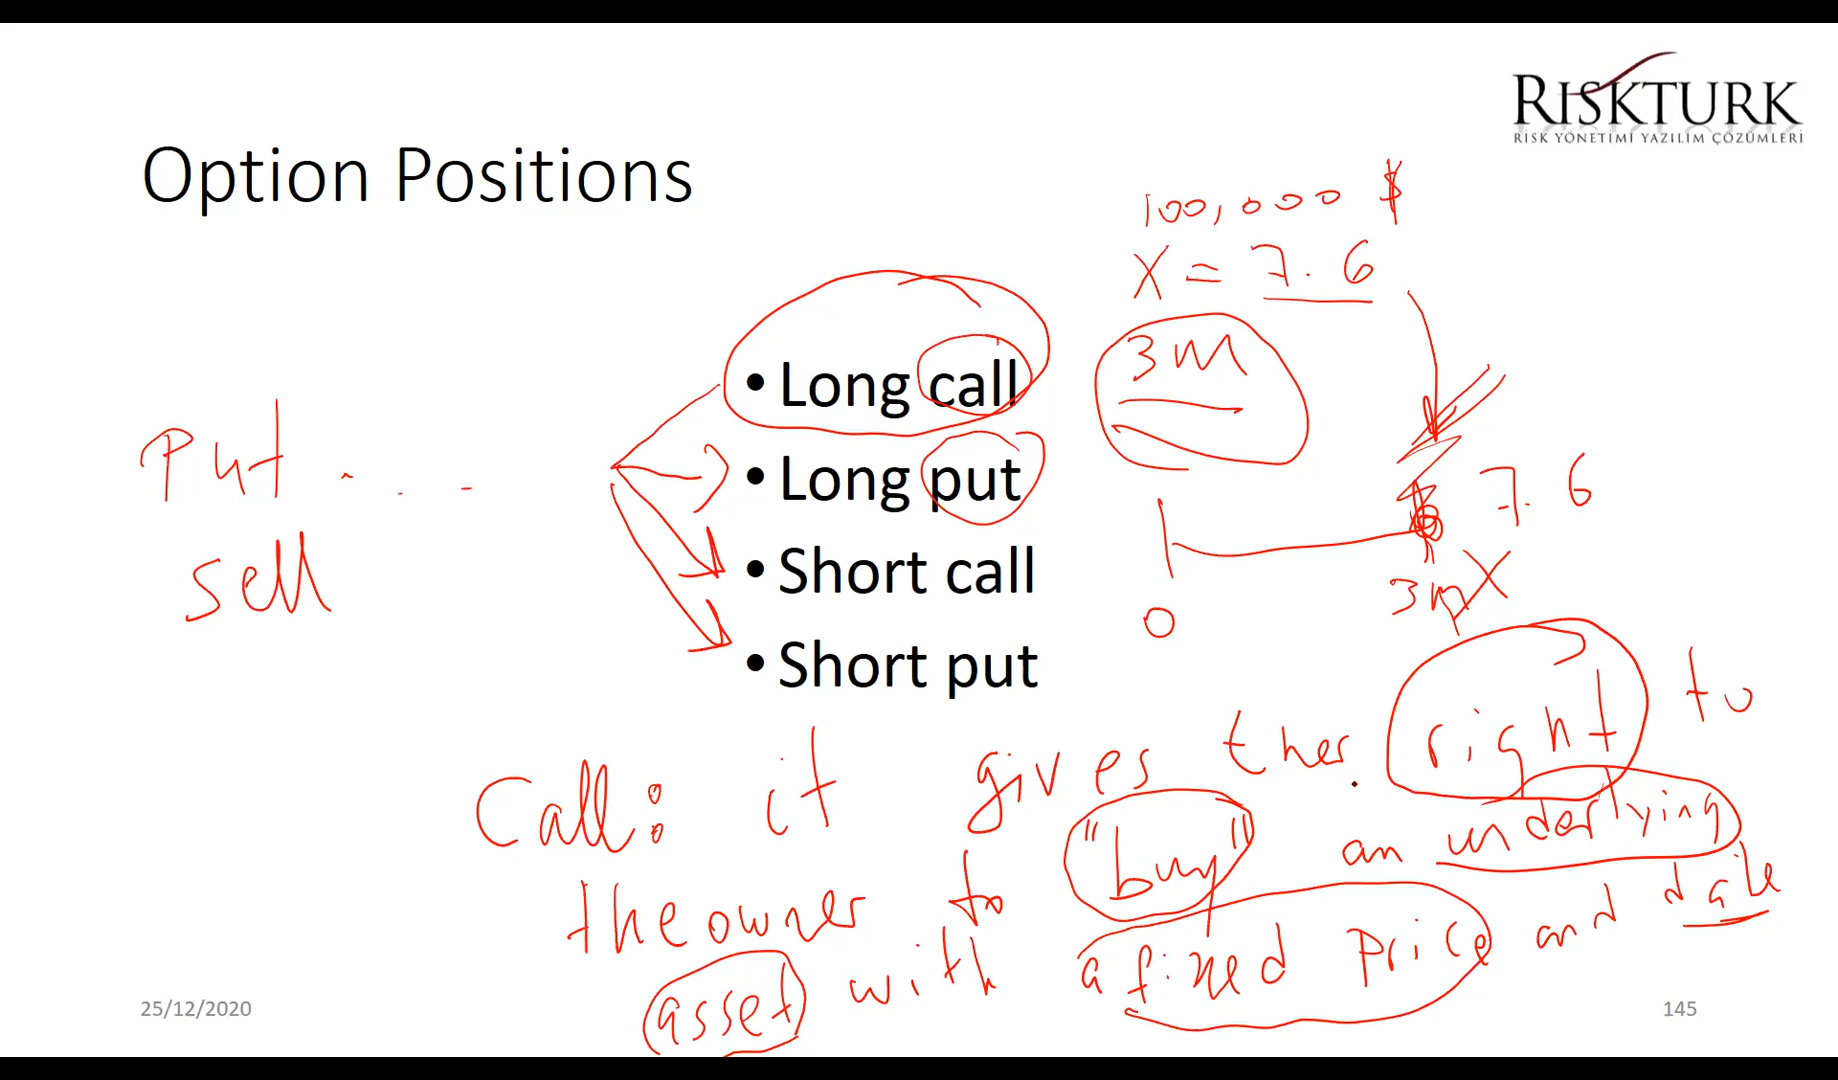 RISKTURK
RİSK YÖNETİMİ YAZILIM ÇÖZÜMLERİ
Option Positions
100,000 $
X = 7.6
3m
• Long call
• Long put
• Short call
• Short put
Put . . .
sell
7.6
0
3m X
Call: it gives the right to
the owner to "buy" an underlying
asset with a fixed price and date
25/12/2020
145